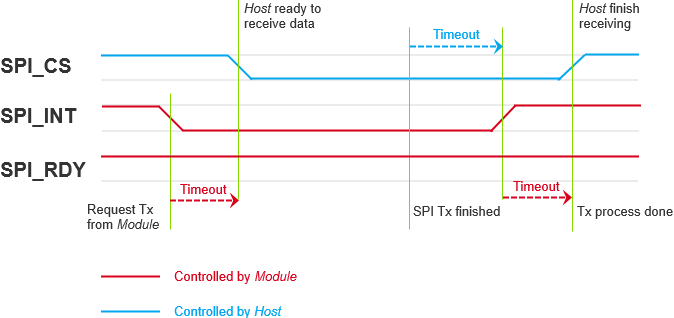 Host ready to
receive data
Host finish
receiving
Timeout
SPI_CS
SPI_INT
SPI_RDY
Timeout
Timeout
Request Tx
from Module
SPI Tx finished
Tx process done
Controlled by Module
Controlled by Host